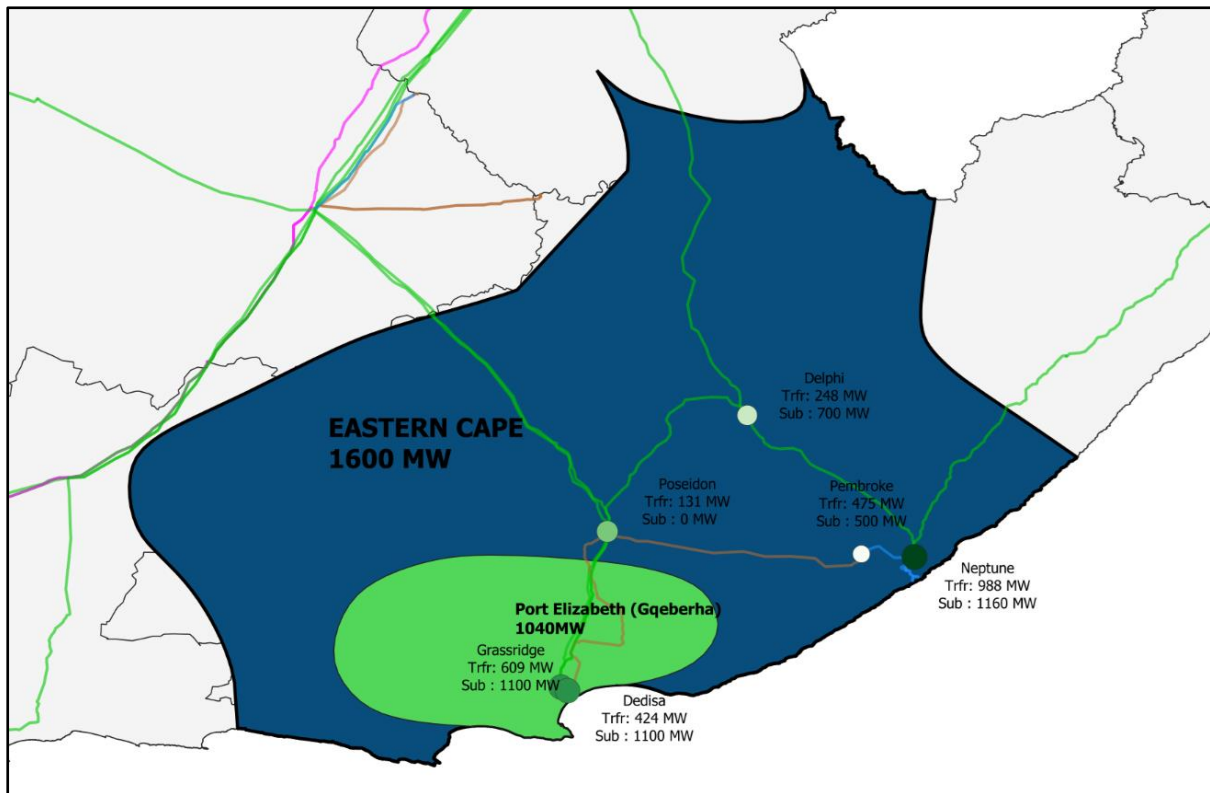 Delphi
Trfr: 248 MW
Sub : 700 MW
EASTERN CAPE
1600 MW
Poseidon
Trfr: 131 MW
Sub : 0 MW
Pembroke
Trfr: 475 MW
Sub : 500 MW
Neptune
Trfr: 988 MW
Sub : 1160 MW
Port Elizabeth (Gqeberha)
1040MW
Grassridge
Trfr: 609 MW
Sub : 1100 MW
Dedisa
Trfr: 424 MW
Sub : 1100 MW